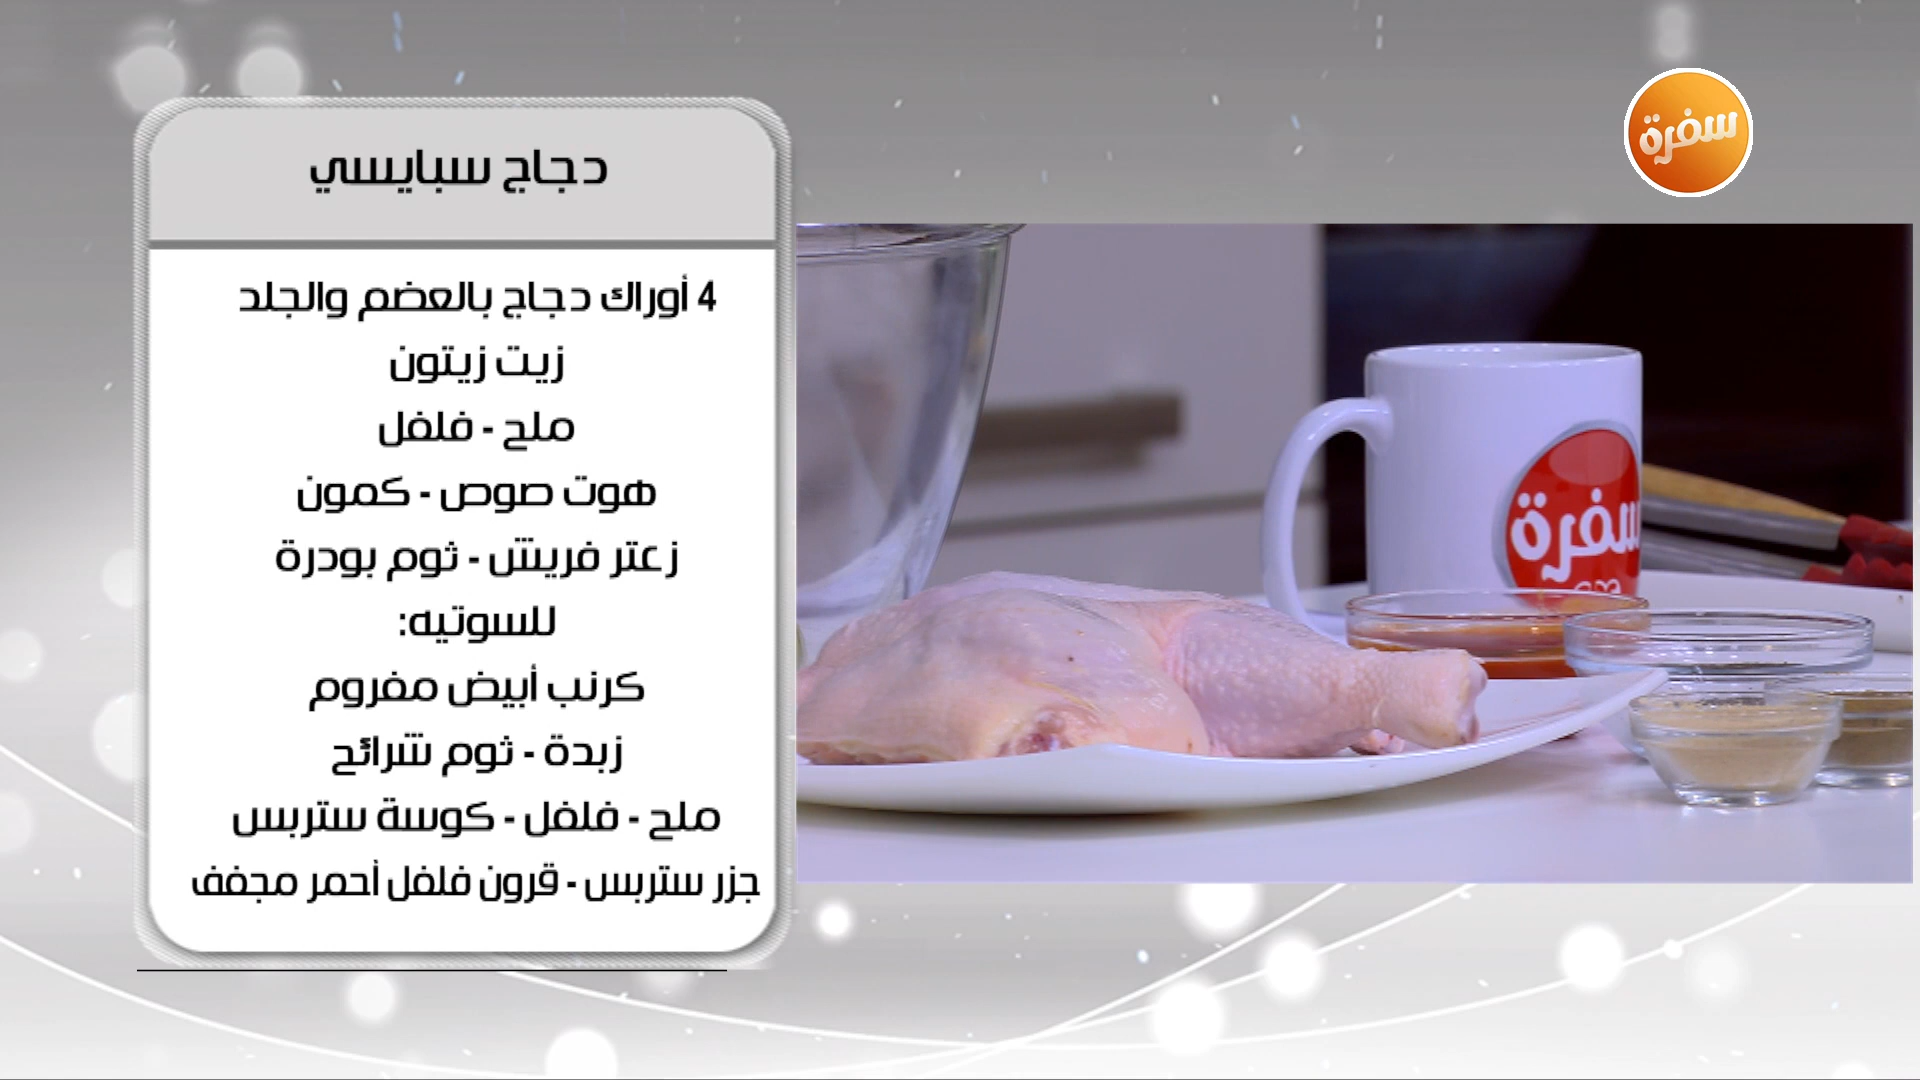 سفرة
دجاج سبايسي
4 أوراك دجاج بالعضم والجلد
زيت زيتون
ملح - فلفل
هوت صوص - كمون
زعتر فريش - ثوم بودرة
للسوتيه:
كرنب أبيض مفروم
زبدة - ثوم شرائح
ملح - فلفل - كوسة ستربس
جزر ستربس - قرون فلفل أحمر مجفف
سفرة